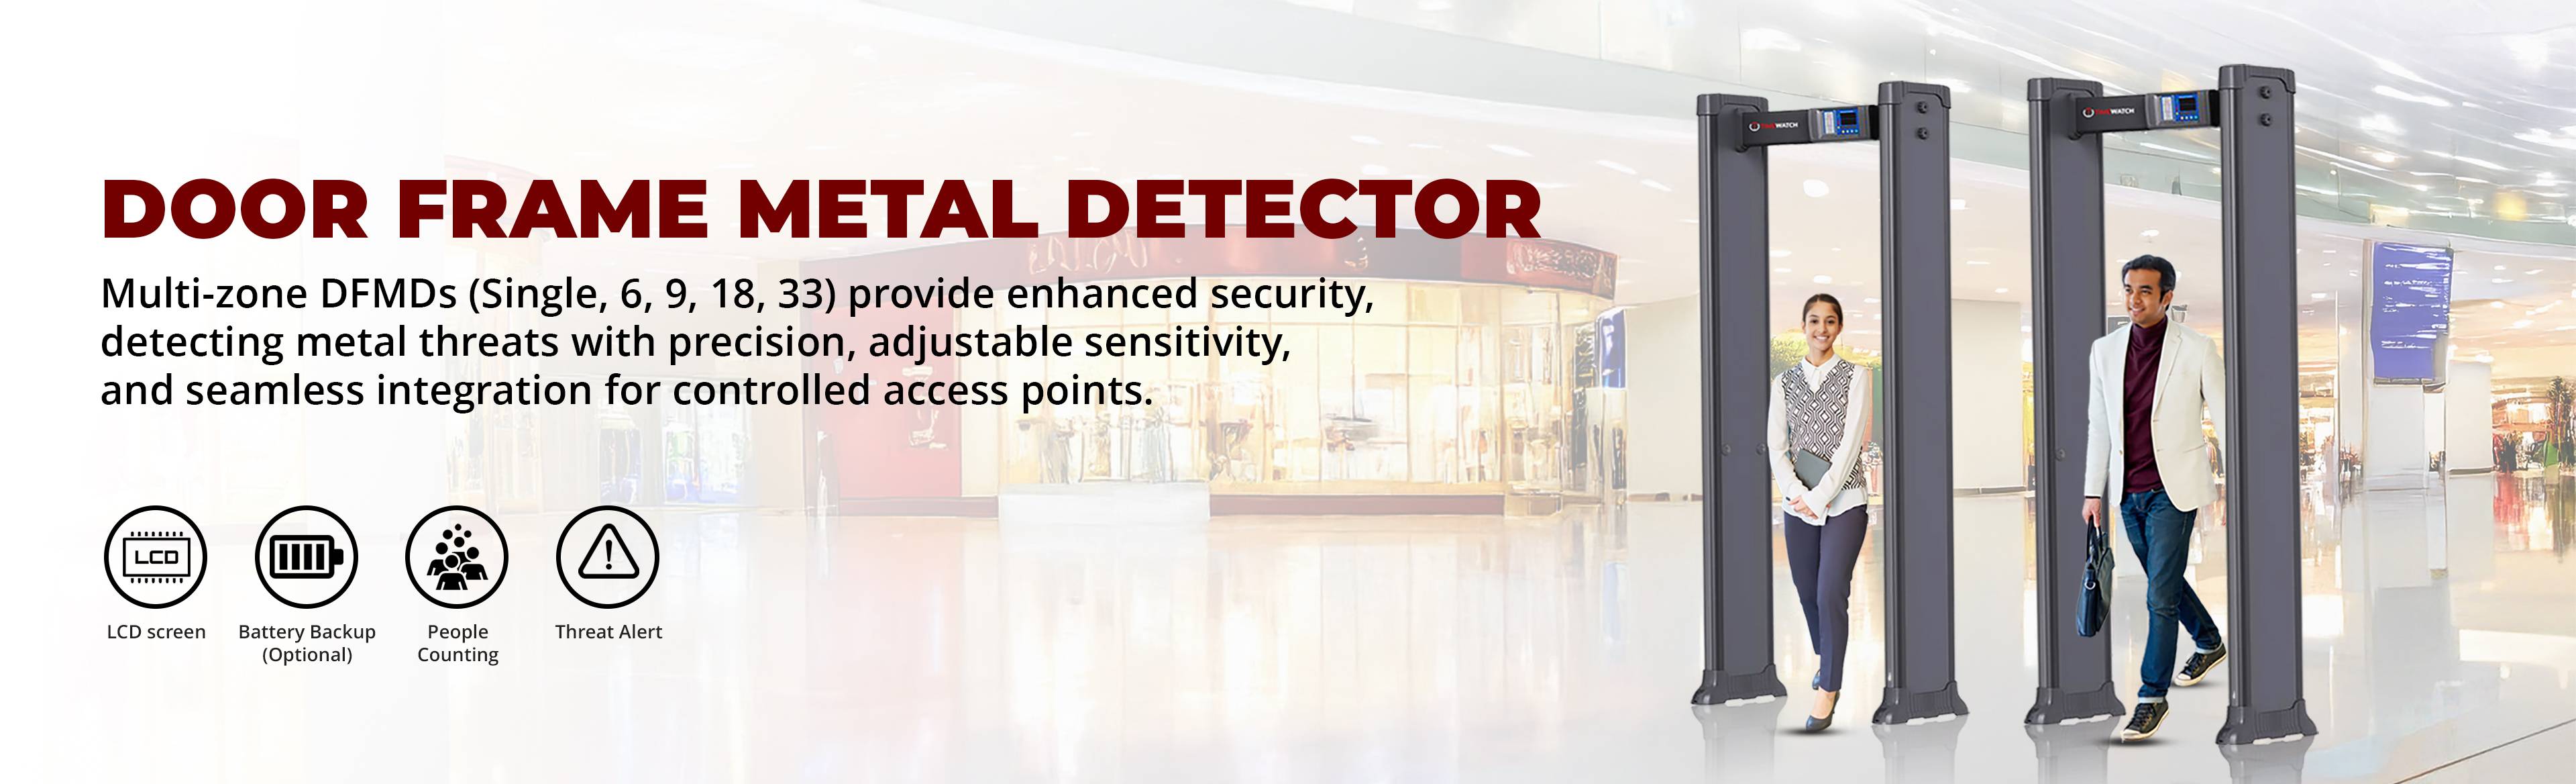 DOOR FRAME METAL DETECTOR
Multi-zone DFMDs (Single, 6, 9, 18, 33) provide enhanced security,
detecting metal threats with precision, adjustable sensitivity,
and seamless integration for controlled access points.
LCD
LCD screen
Battery Backup
(Optional)
People
Counting
!
Threat Alert
WATCH
WATCH